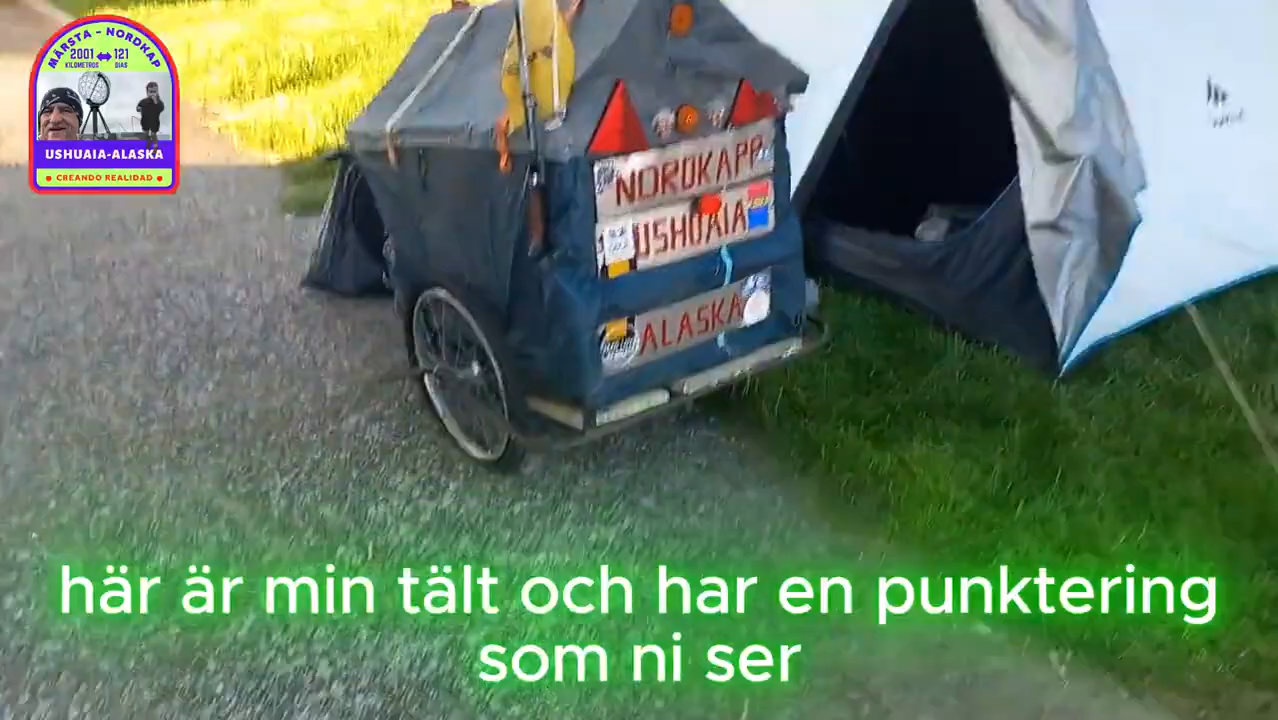 MÄRSTA - NORDKAP
2001 121
KILOMETROS DIAS
USHUAIA-ALASKA
CREANDO REALIDAD
NORDKAPP
USHUAIA
ALASKA
här är min tält och har en punktering
som ni ser